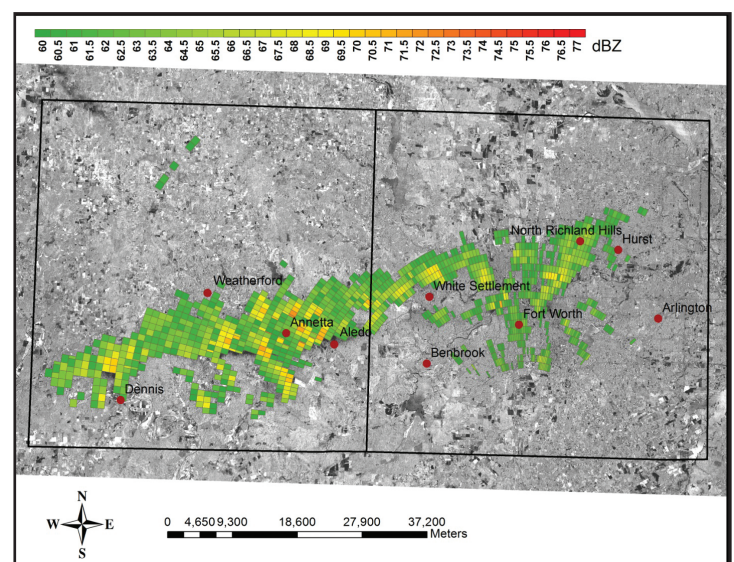 60 60.5 61 61.5 62 62.5 63 63.5 64 64.5 65 65.5 66 66.5 67 67.5 68 68.5 69 69.5 70 70.5 71 71.5 72 72.5 73 73.5 74 74.5 75 75.5 76 76.5 77 dBZ
North Richland Hills
Hurst
Weatherford
White Settlement
Annetta
Fort Worth
Arlington
Aledo
Benbrook
Dennis
N
W E
S
0 4,650 9,300 18,600 27,900 37,200
Meters